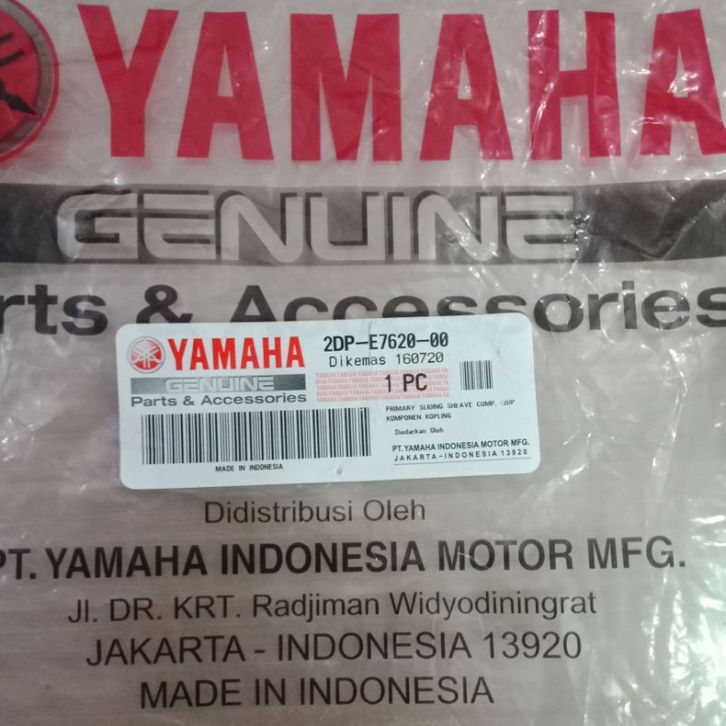 YAMAHA
GENUINE
rts & Accessories
YAMAHA
GENUINE
Parts & Accessories
MADE IN INDONESIA
2DP-E7620-00
Dikemas 160720
1 PC
PRIMARY SLIDING SHEAVE COMP. -2DP
KOMPONEN KOPLING
Diedarkan Oleh
PT.YAMAHA INDONESIA MOTOR MFG.
JAKARTA-INDONESIA 13920
Didistribusi Oleh
PT. YAMAHA INDONESIA MOTOR MFG.
Jl. DR. KRT. Radjiman Widyodiningrat
JAKARTA - INDONESIA 13920
MADE IN INDONESIA